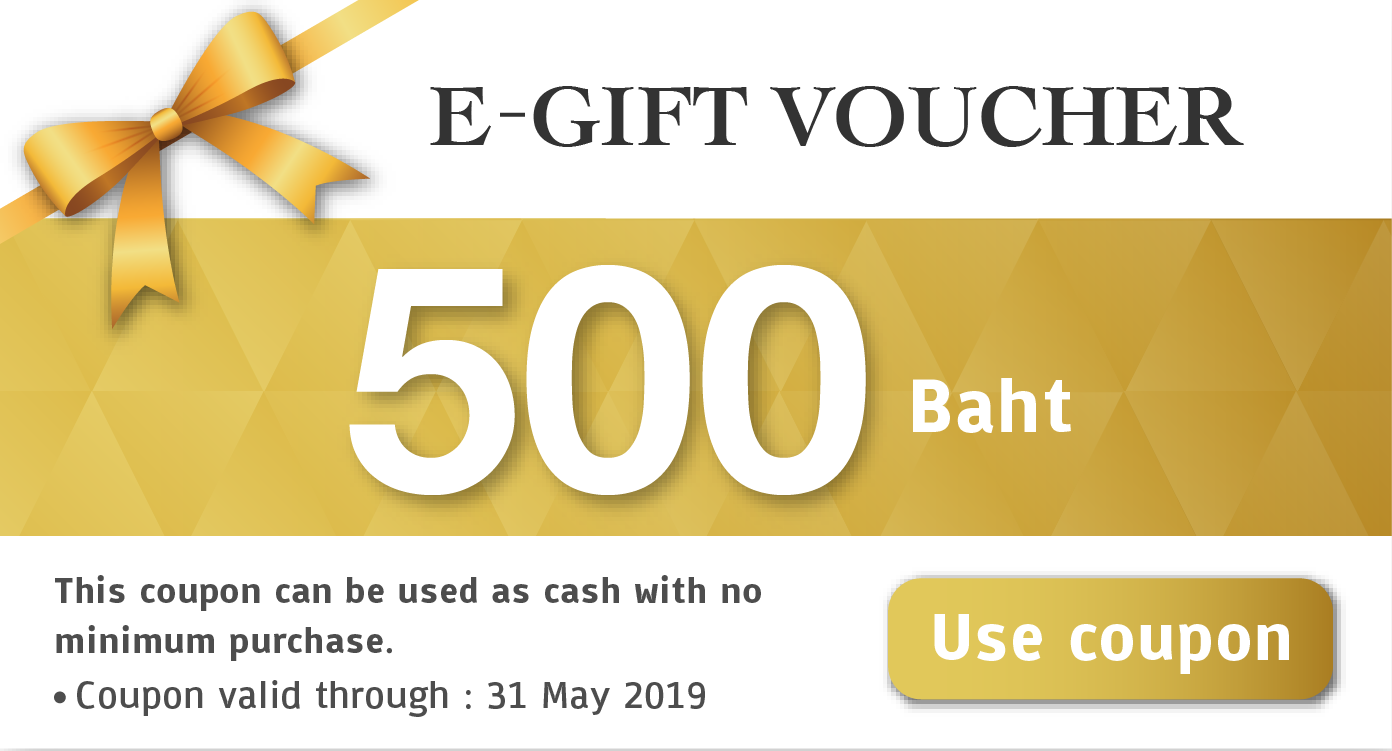 E-GIFT VOUCHER
500 Baht
This coupon can be used as cash with no
minimum purchase.
• Coupon valid through : 31 May 2019
Use coupon